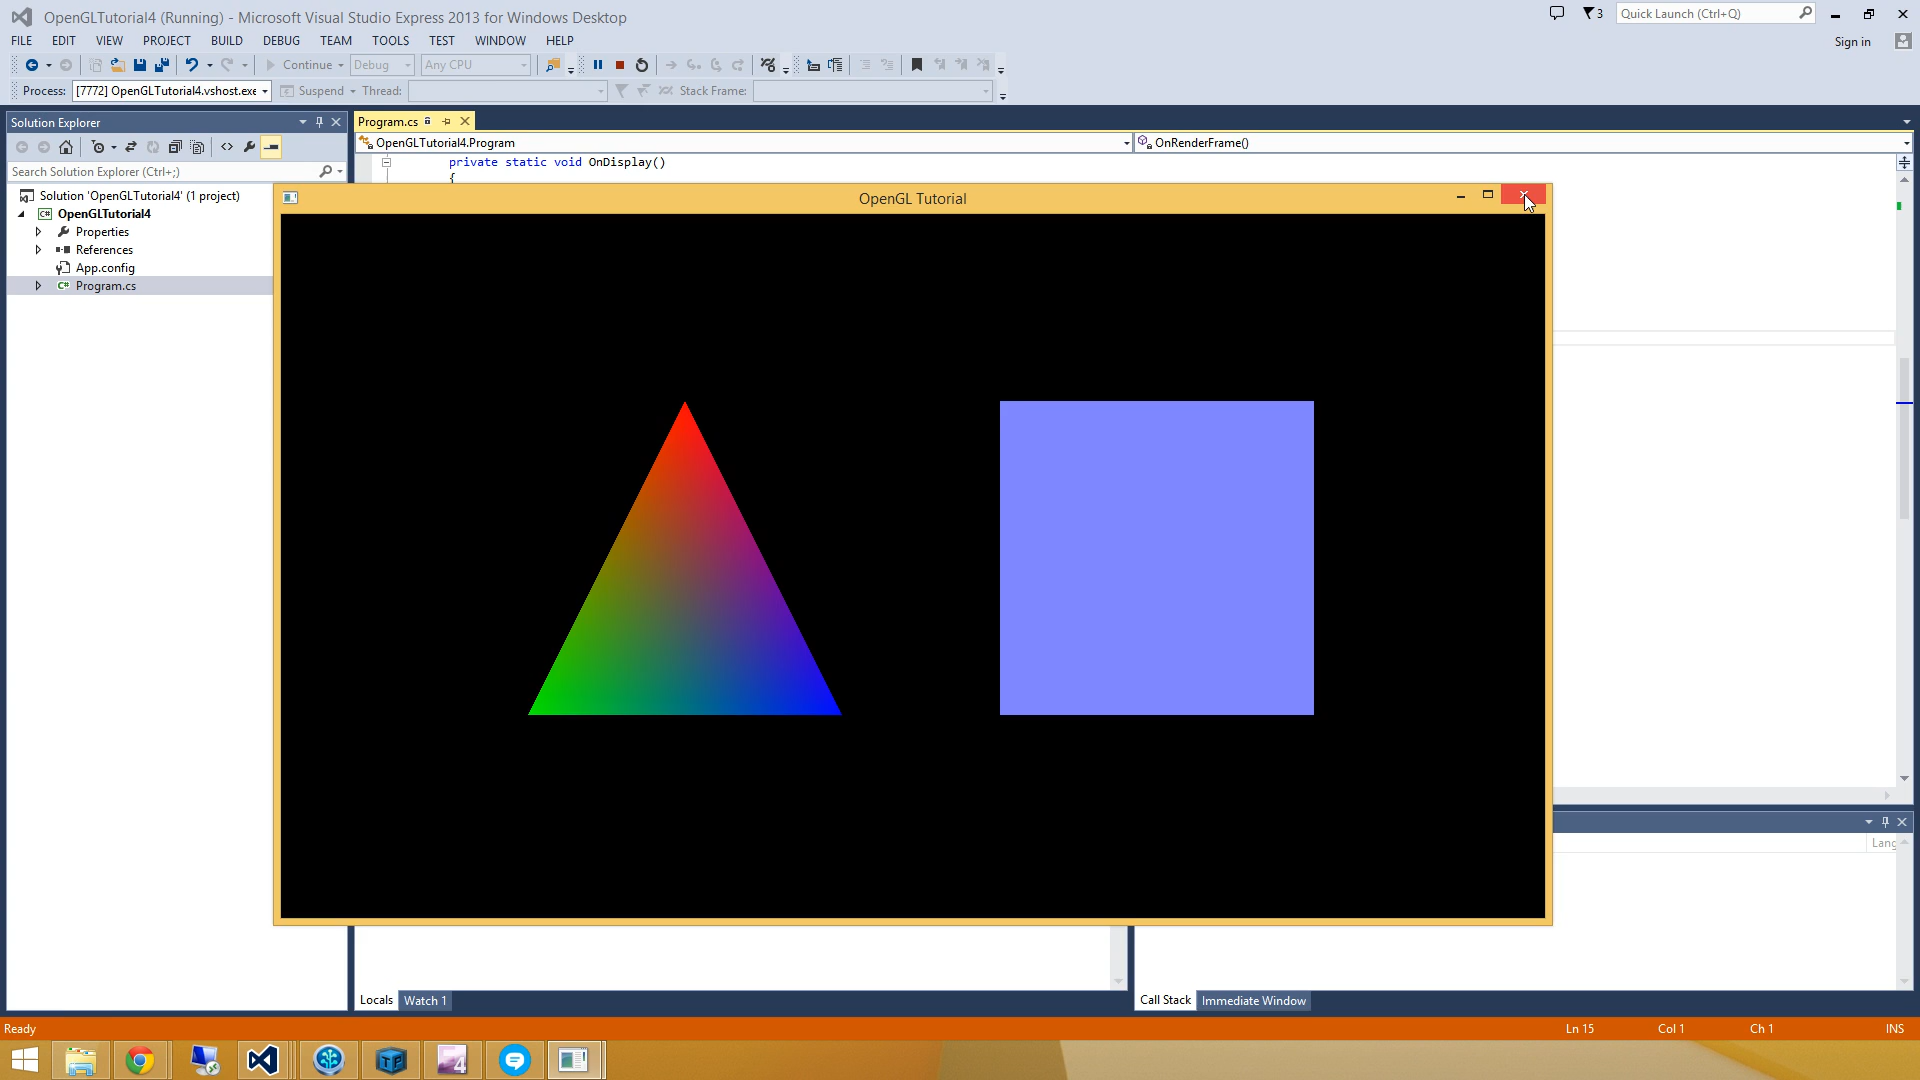 OpenGLTutorial4 (Running) - Microsoft Visual Studio Express 2013 for Windows Desktop
3
Quick Launch (Ctrl+Q)
FILE EDIT VIEW PROJECT BUILD DEBUG TEAM TOOLS TEST WINDOW HELP
Sign in
Continue Debug Any CPU
Process: [7772] OpenGLTutorial4.vshost.exe Suspend Thread: Stack Frame:
Solution Explorer
Program.cs
OpenGLTutorial4.Program
OnRenderFrame()
Search Solution Explorer (Ctrl+;)
private static void OnDisplay()
{
Solution 'OpenGLTutorial4' (1 project)
OpenGL Tutorial
C# OpenGLTutorial4
Properties
References
App.config
C# Program.cs
Lang
Locals Watch 1
Call Stack Immediate Window
Ready
Ln 15 Col 1 Ch 1 INS
TP
4